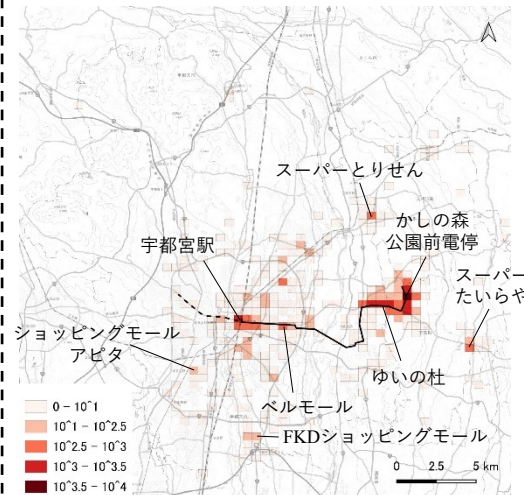 スーパーとりせん
かしの森
公園前電停
宇都宮駅
スーパー
たいらや
ショッピングモール
アピタ
ゆいの杜
ベルモール
FKDショッピングモール
0 – 10^1
10^1 – 10^2.5
10^2.5 – 10^3
10^3 – 10^3.5
10^3.5 – 10^4
0 2.5 5 km